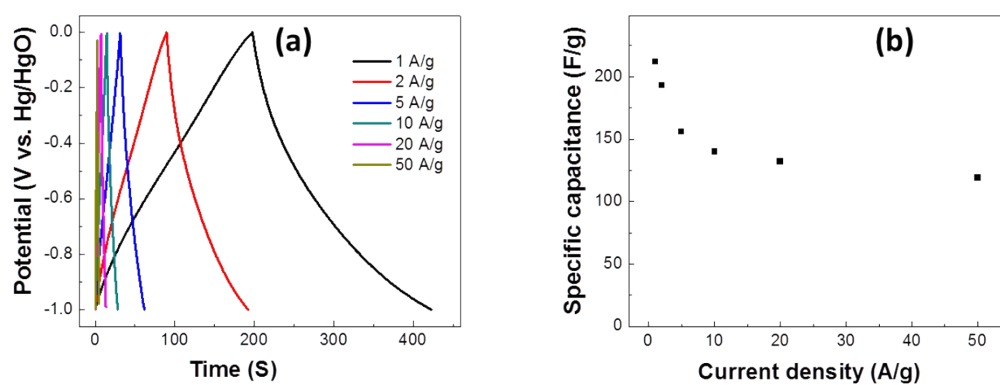 (a)
0.0
-0.2
-0.4
-0.6
-0.8
-1.0
Potential (V vs. Hg/HgO)
1 A/g
2 A/g
5 A/g
10 A/g
20 A/g
50 A/g
0
100
200
300
400
Time (S)
(b)
200
150
100
50
0
Specific capacitance (F/g)
0
10
20
30
40
50
Current density (A/g)